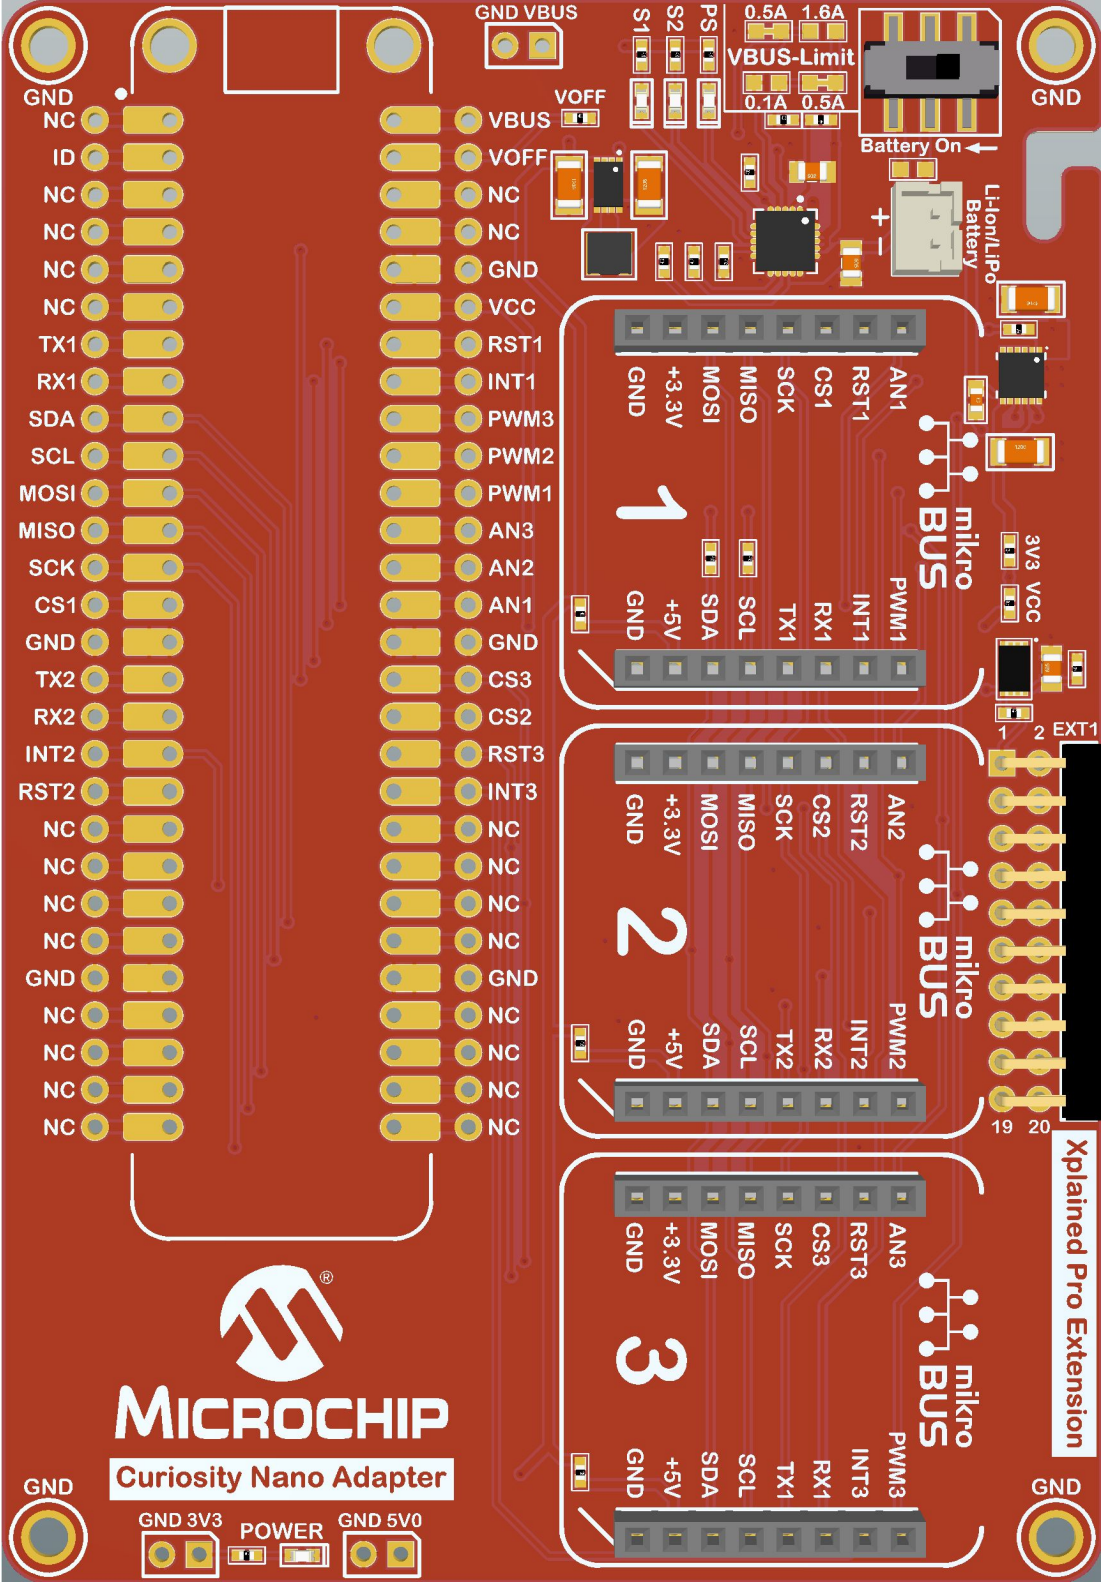 GND VBUS
S1
S2
PS
0.5A 1.6A
VBUS-Limit
0.1A 0.5A
VOFF
Battery On
Li-Ion/LiPo
Battery
+
−
GND
GND
NC
ID
NC
NC
NC
NC
TX1
RX1
SDA
SCL
MOSI
MISO
SCK
CS1
GND
TX2
RX2
INT2
RST2
NC
NC
NC
NC
GND
NC
NC
NC
NC
VBUS
VOFF
NC
NC
GND
VCC
RST1
INT1
PWM3
PWM2
PWM1
AN3
AN2
AN1
GND
CS3
CS2
RST3
INT3
NC
NC
NC
NC
GND
NC
NC
NC
NC
GND
+3.3V
MOSI
MISO
SCK
CS1
RST1
AN1
1
mikro
BUS
GND
+5V
SDA
SCL
TX1
RX1
INT1
PWM1
3V3
VCC
1 2 EXT1
GND
+3.3V
MOSI
MISO
SCK
CS2
RST2
AN2
2
mikro
BUS
GND
+5V
SDA
SCL
TX2
RX2
INT2
PWM2
19 20
Xplained Pro Extension
GND
+3.3V
MOSI
MISO
SCK
CS3
RST3
AN3
3
mikro
BUS
GND
+5V
SDA
SCL
TX1
RX1
INT3
PWM3
®
MICROCHIP
Curiosity Nano Adapter
GND
GND 3V3
POWER
GND 5V0
GND